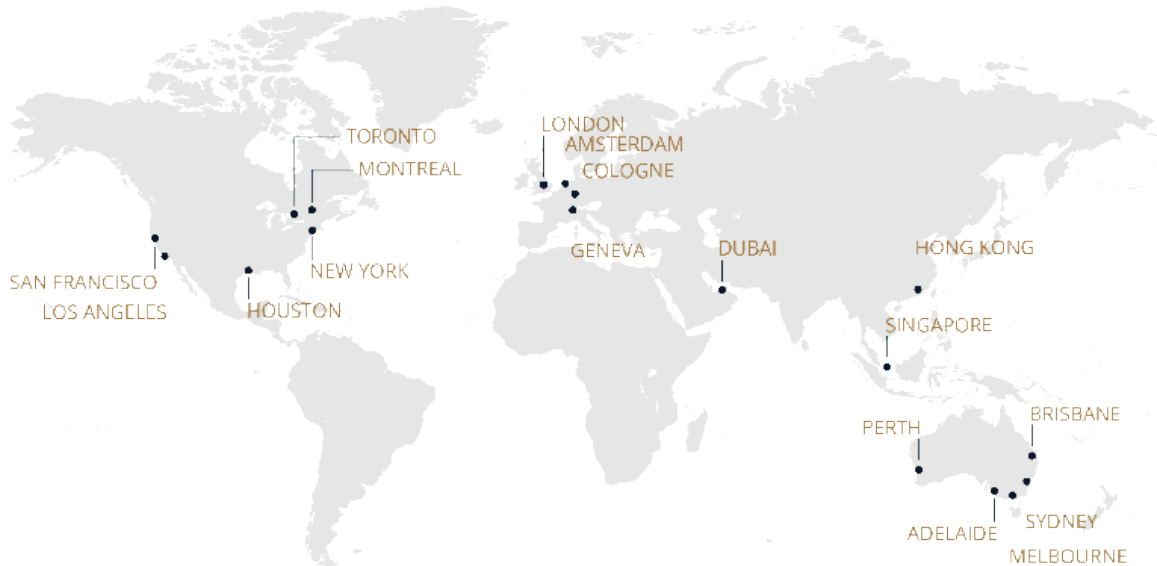 LONDON
TORONTO
AMSTERDAM
MONTREAL
COLOGNE
GENEVA
DUBAI
HONG KONG
NEW YORK
SAN FRANCISCO
LOS ANGELES
HOUSTON
SINGAPORE
BRISBANE
PERTH
SYDNEY
ADELAIDE
MELBOURNE